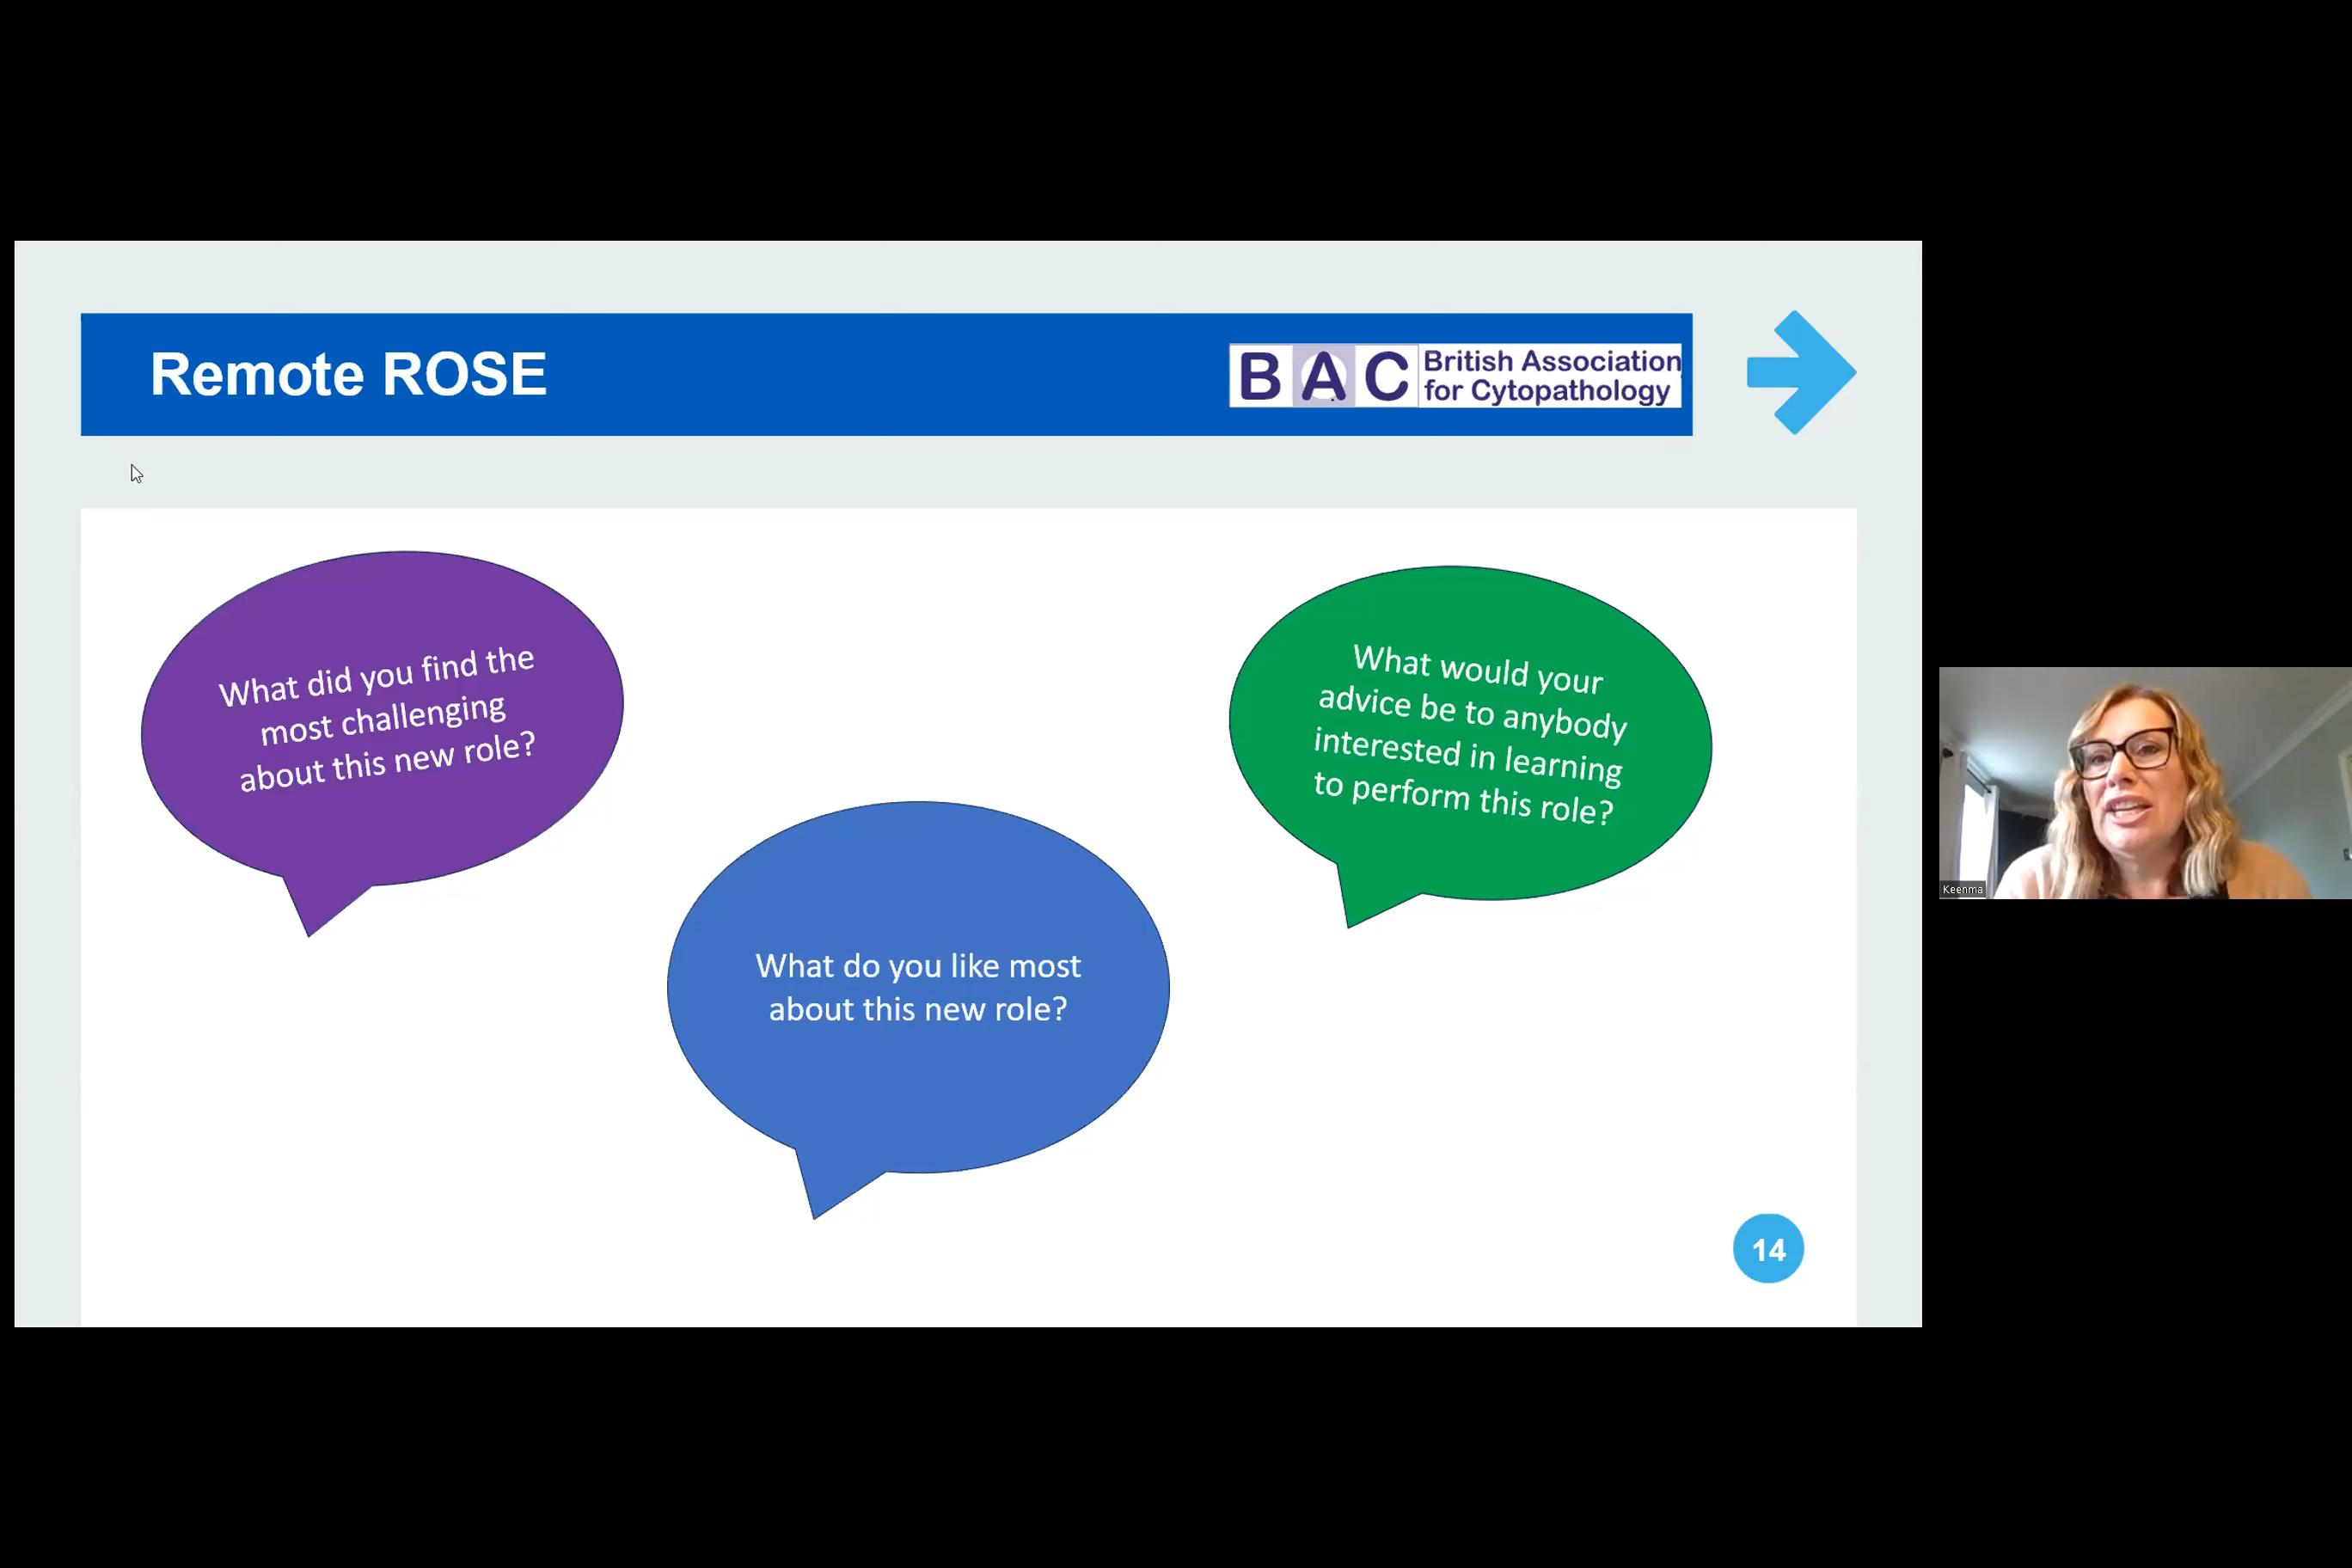 Remote ROSE
BAC
British Association
for Cytopathology
What did you find the
most challenging
about this new role?
What do you like most
about this new role?
What would your
advice be to anybody
interested in learning
to perform this role?
14
Keenma